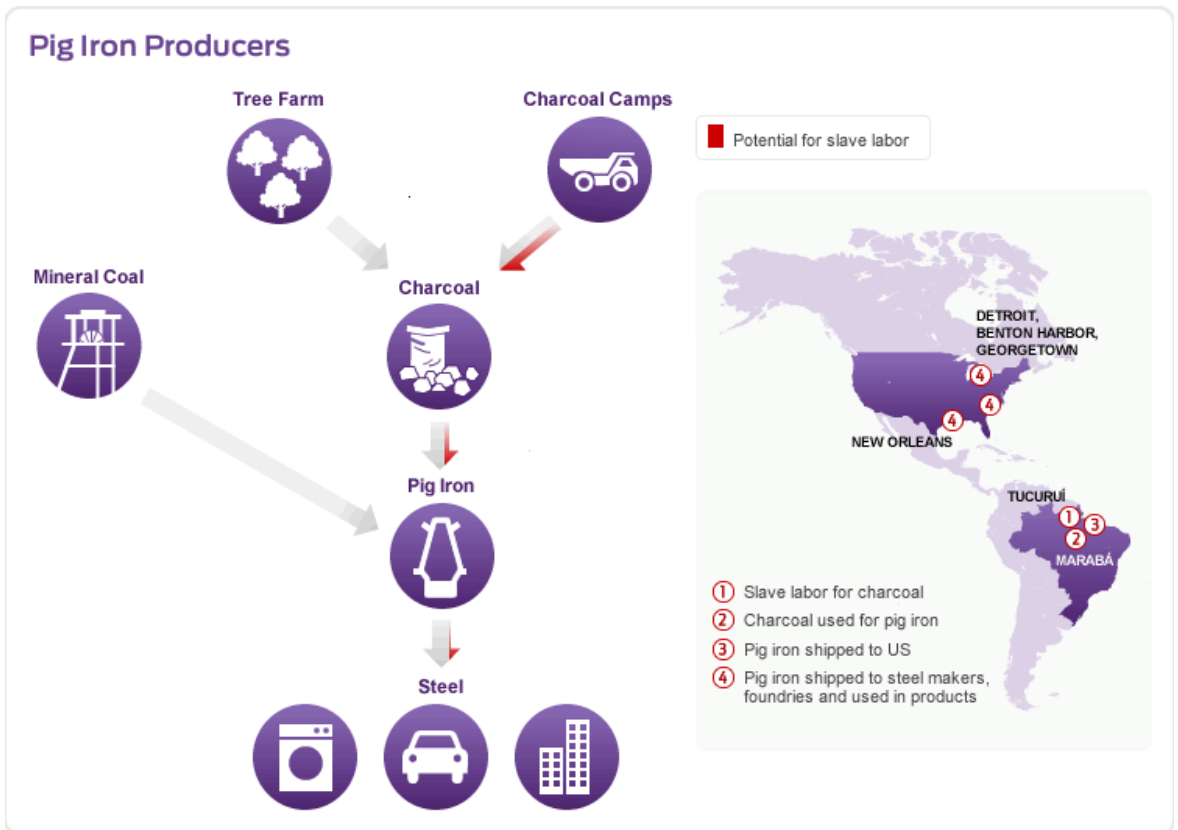 Pig Iron Producers
Tree Farm
Charcoal Camps
Potential for slave labor
Mineral Coal
Charcoal
Pig Iron
Steel
DETROIT,
BENTON HARBOR,
GEORGETOWN
4
4
4
NEW ORLEANS
TUCURUÍ
1
3
2
MARABÁ
1 Slave labor for charcoal
2 Charcoal used for pig iron
3 Pig iron shipped to US
4 Pig iron shipped to steel makers,
foundries and used in products